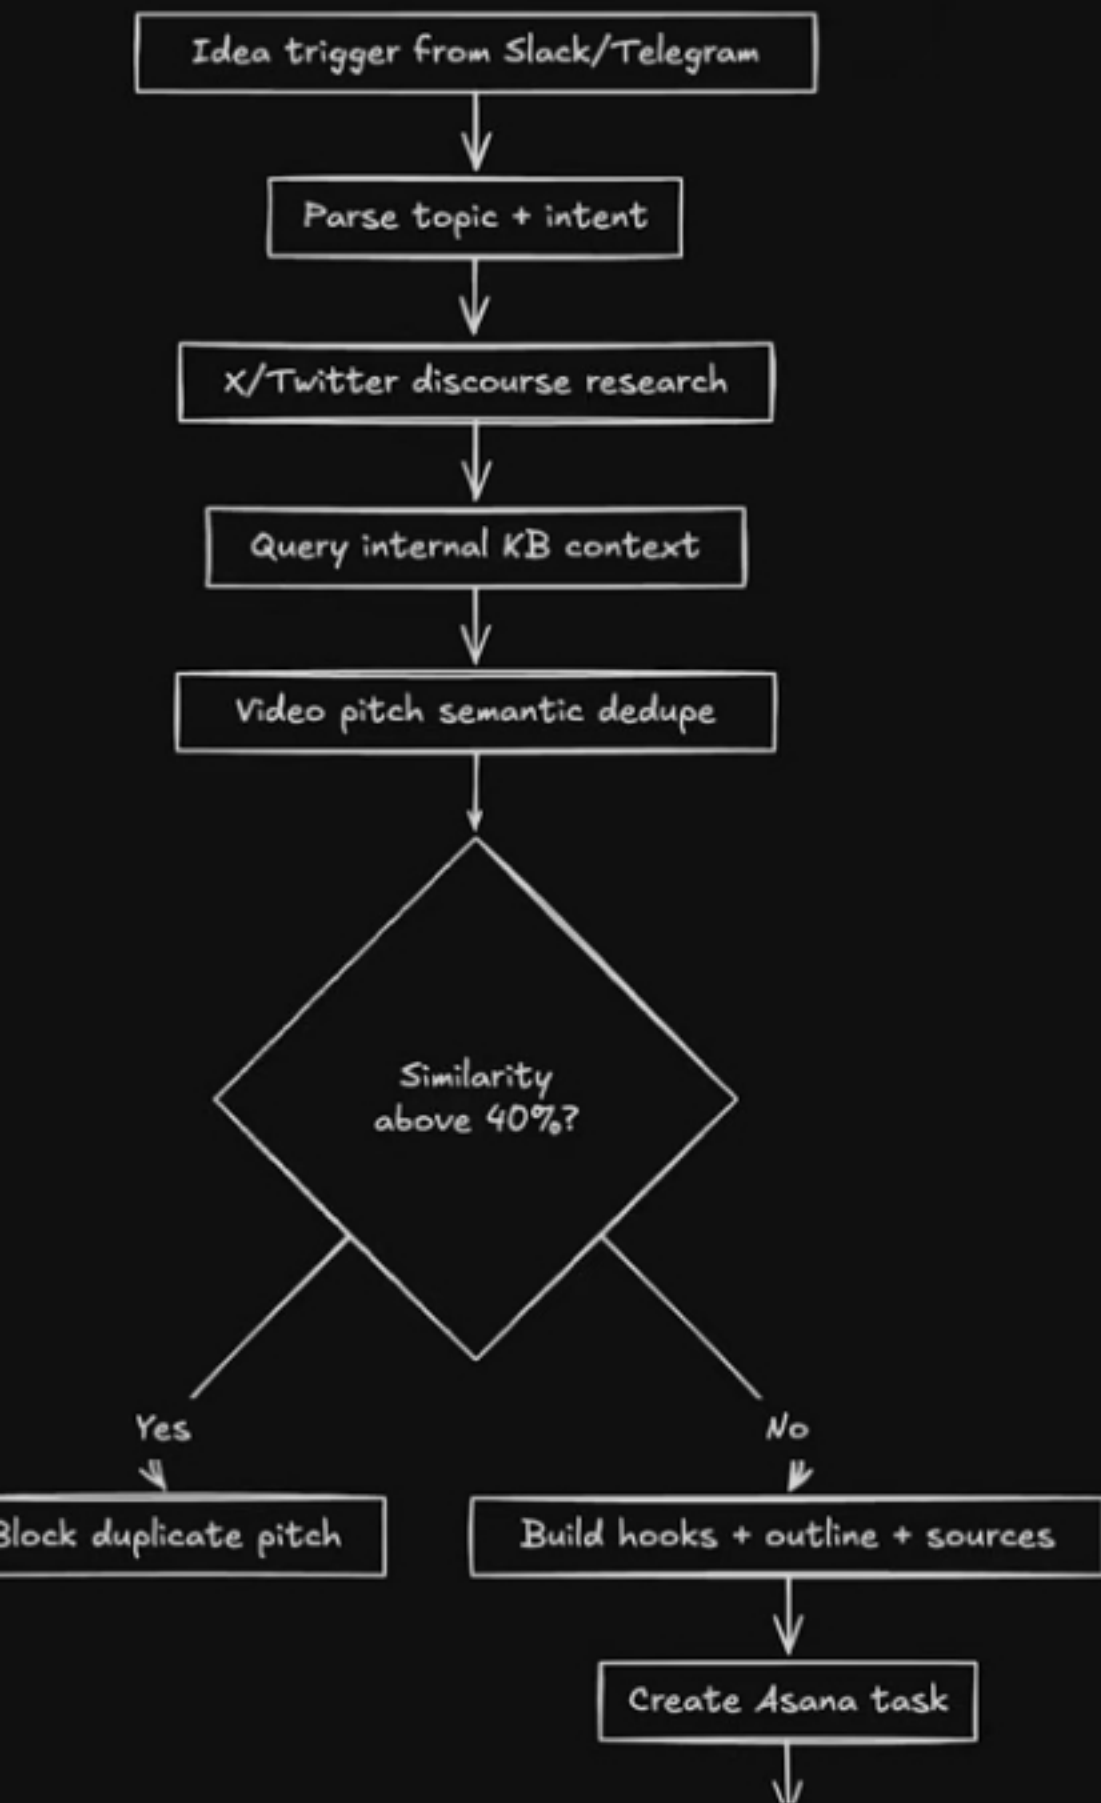 Idea trigger from Slack/Telegram
Parse topic + intent
X/Twitter discourse research
Query internal KB context
Video pitch semantic dedupe
Similarity
above 40%?
Yes
No
Block duplicate pitch
Build hooks + outline + sources
Create Asana task